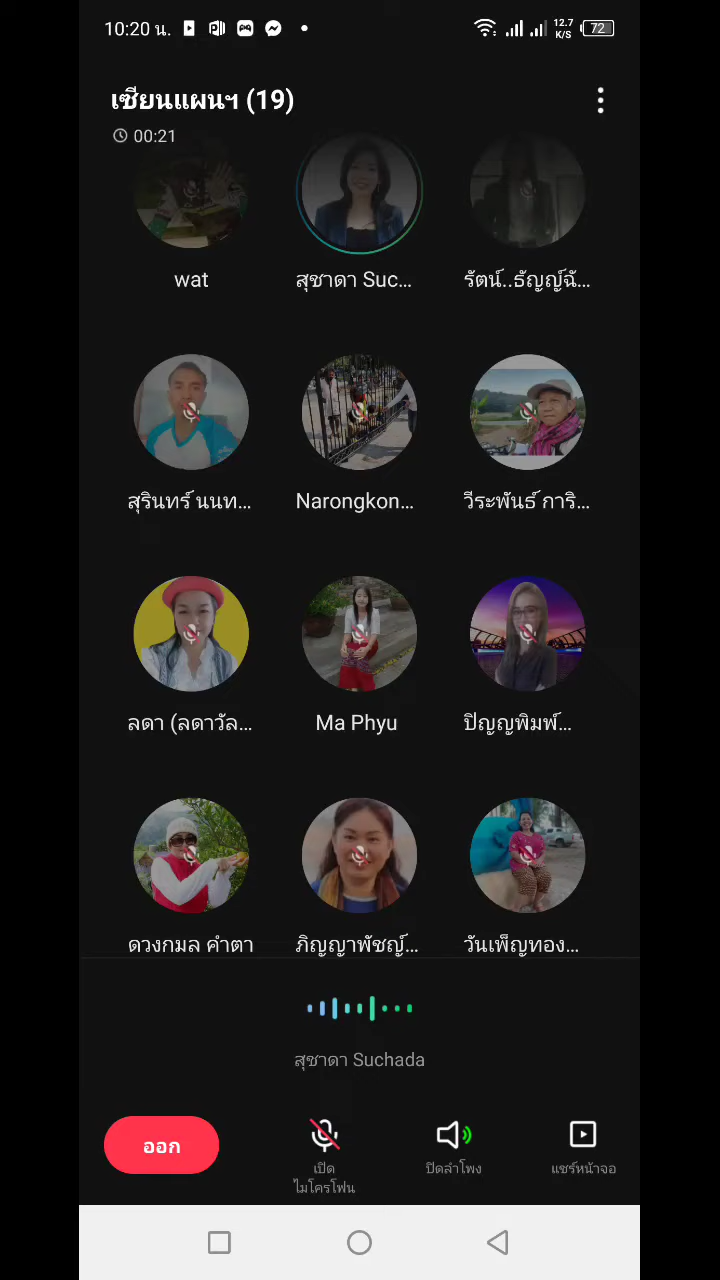 10:20 น.
12.7 K/S
72
เซียนแผนฯ (19)
00:21
wat
สุชาดา Suc...
รัตน์..ธัญญ์ฉั...
สุรินทร์ นนท...
Narongkon...
วีระพันธ์ การิ...
ลดา (ลดาวัล...
Ma Phyu
ปิญญพิมพ์...
ดวงกมล คำตา
ภิญญาพัชญ์...
วันเพ็ญทอง...
สุชาดา Suchada
ออก
เปิด
ไมโครโฟน
ปิดลำโพง
แชร์หน้าจอ